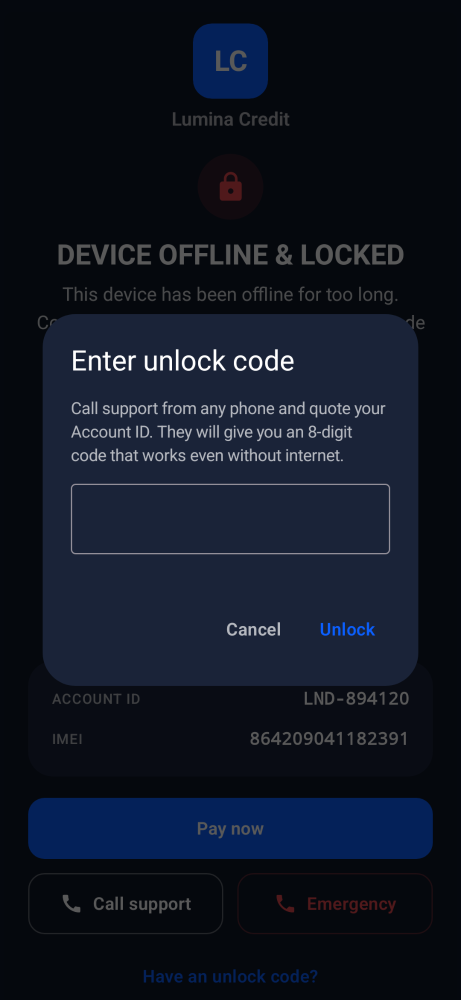 LC
Lumina Credit
DEVICE OFFLINE & LOCKED
This device has been offline for too long.
Enter unlock code
Call support from any phone and quote your
Account ID. They will give you an 8-digit
code that works even without internet.
Cancel
Unlock
ACCOUNT ID
LND-894120
IMEI
864209041182391
Pay now
Call support
Emergency
Have an unlock code?